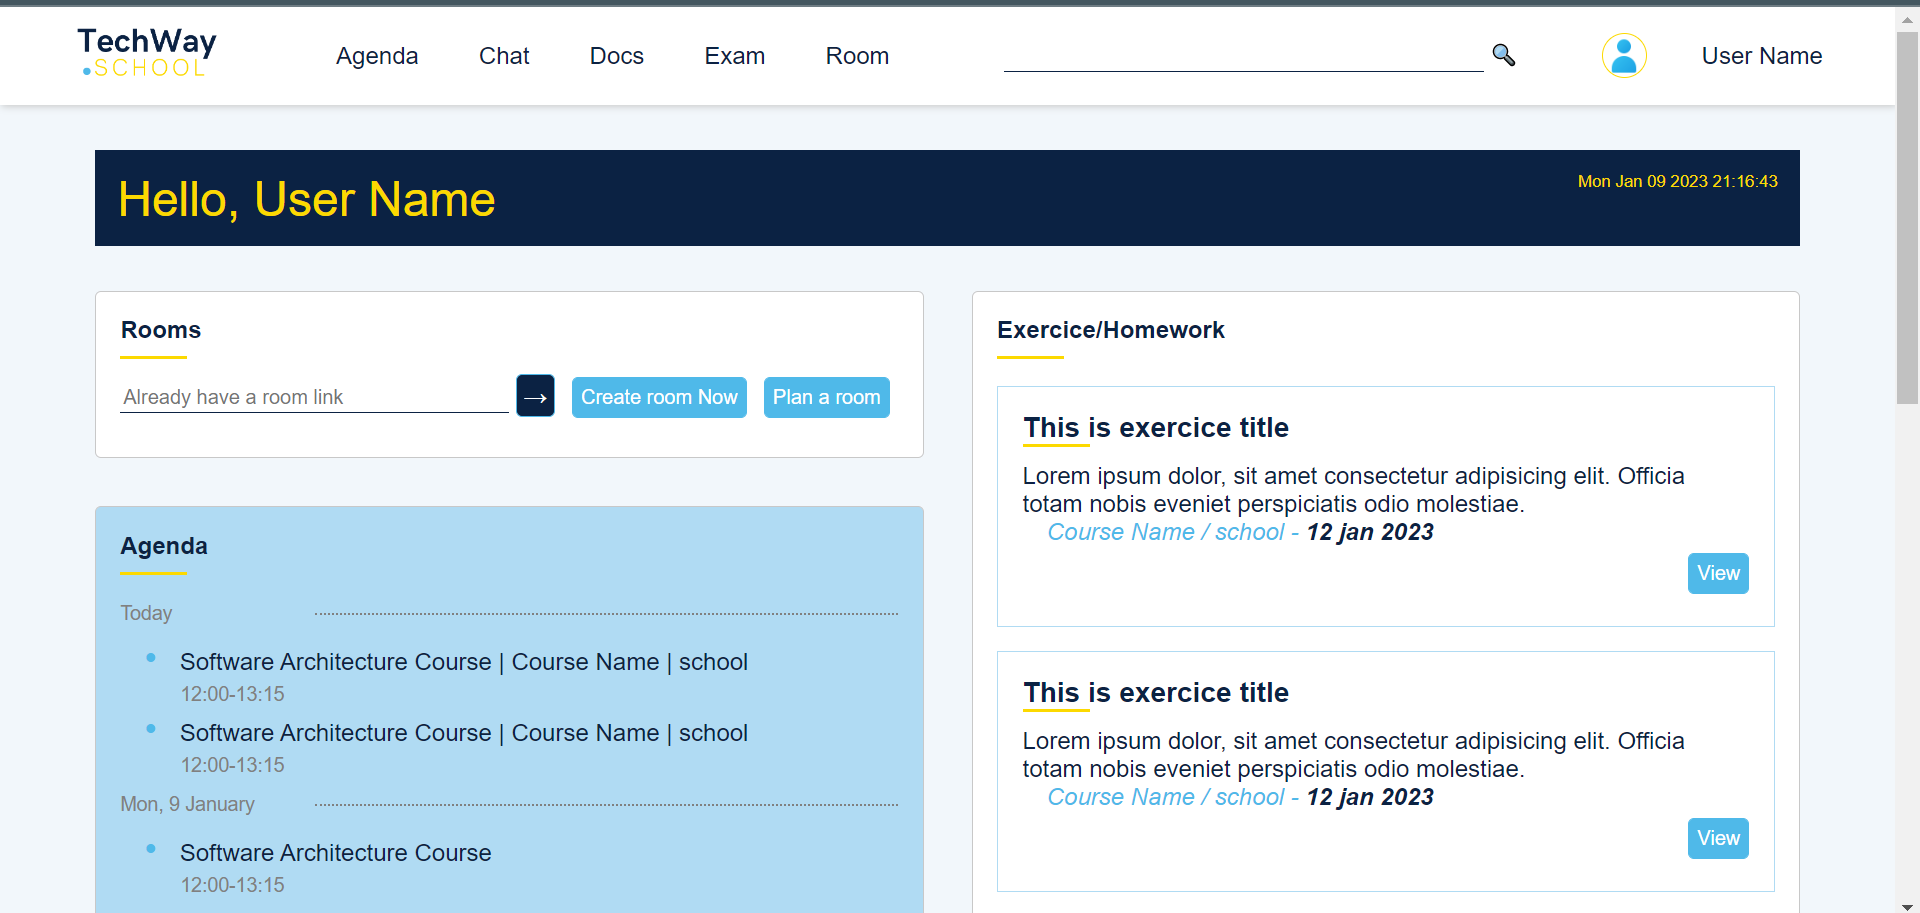 TechWay
.SCHOOL
Agenda Chat Docs Exam Room
User Name
Hello, User Name
Mon Jan 09 2023 21:16:43
Rooms
Already have a room link
→
Create room Now
Plan a room
Agenda
Today
Software Architecture Course | Course Name | school
12:00-13:15
Software Architecture Course | Course Name | school
12:00-13:15
Mon, 9 January
Software Architecture Course
12:00-13:15
Exercice/Homework
This is exercice title
Lorem ipsum dolor, sit amet consectetur adipisicing elit. Officia
totam nobis eveniet perspiciatis odio molestiae.
Course Name / school - 12 jan 2023
View
This is exercice title
Lorem ipsum dolor, sit amet consectetur adipisicing elit. Officia
totam nobis eveniet perspiciatis odio molestiae.
Course Name / school - 12 jan 2023
View